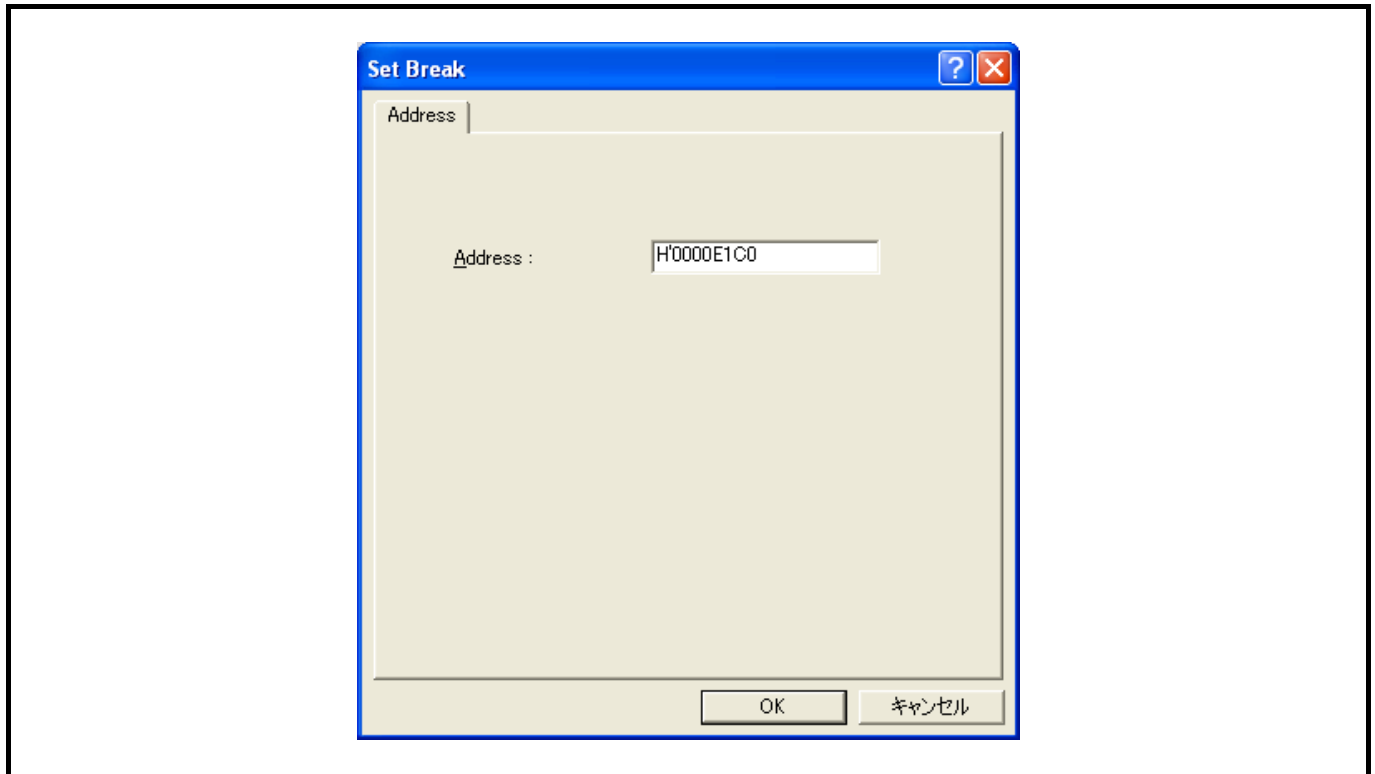 Set Break
Address
Address :
H'0000E1C0
OK
キャンセル